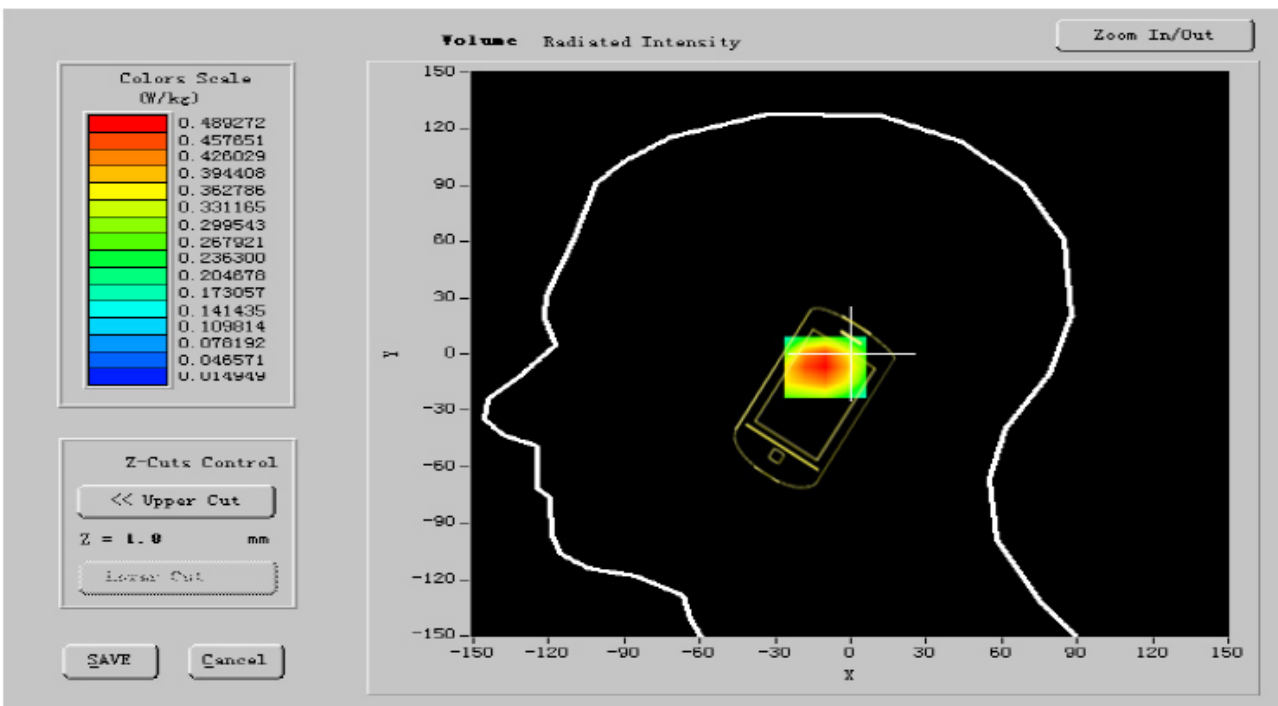 Volume Radiated Intensity
Zoom In/Out
Colors Scale
(W/kg)
0.489272
0.457651
0.426029
0.394408
0.362786
0.331165
0.299543
0.267921
0.236300
0.204678
0.173057
0.141435
0.109814
0.078192
0.046571
0.014949
Z-Cuts Control
<< Upper Cut
Z = 1.0 mm
Lower Cut
SAVE
Cancel
150
120
90
60
30
0
-30
-60
-90
-120
-150
Y
-150 -120 -90 -60 -30 0 30 60 90 120 150
X